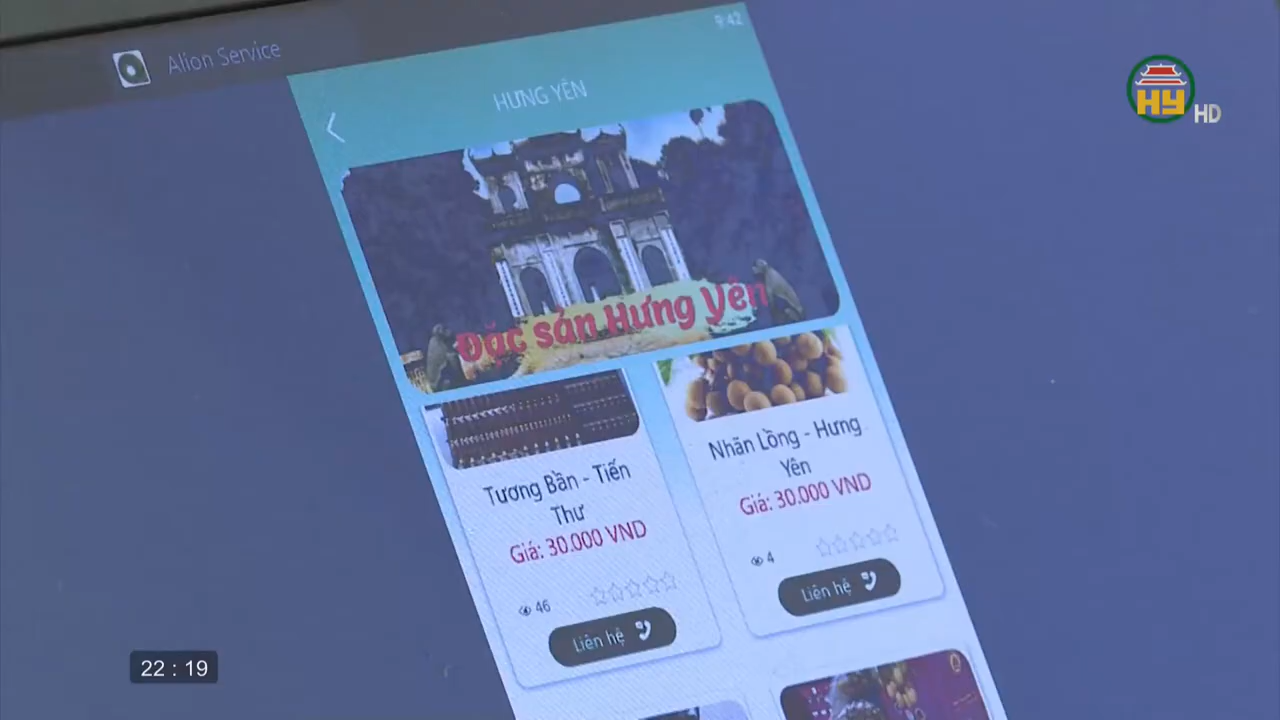 Alion Service
9:42
HƯNG YÊN
HY HD
Đặc sản Hưng Yên
Tương Bần - Tiến
Thư
Giá: 30.000 VND
46
Liên hệ
Nhãn Lồng - Hưng
Yên
Giá: 30.000 VND
4
Liên hệ
22 : 19